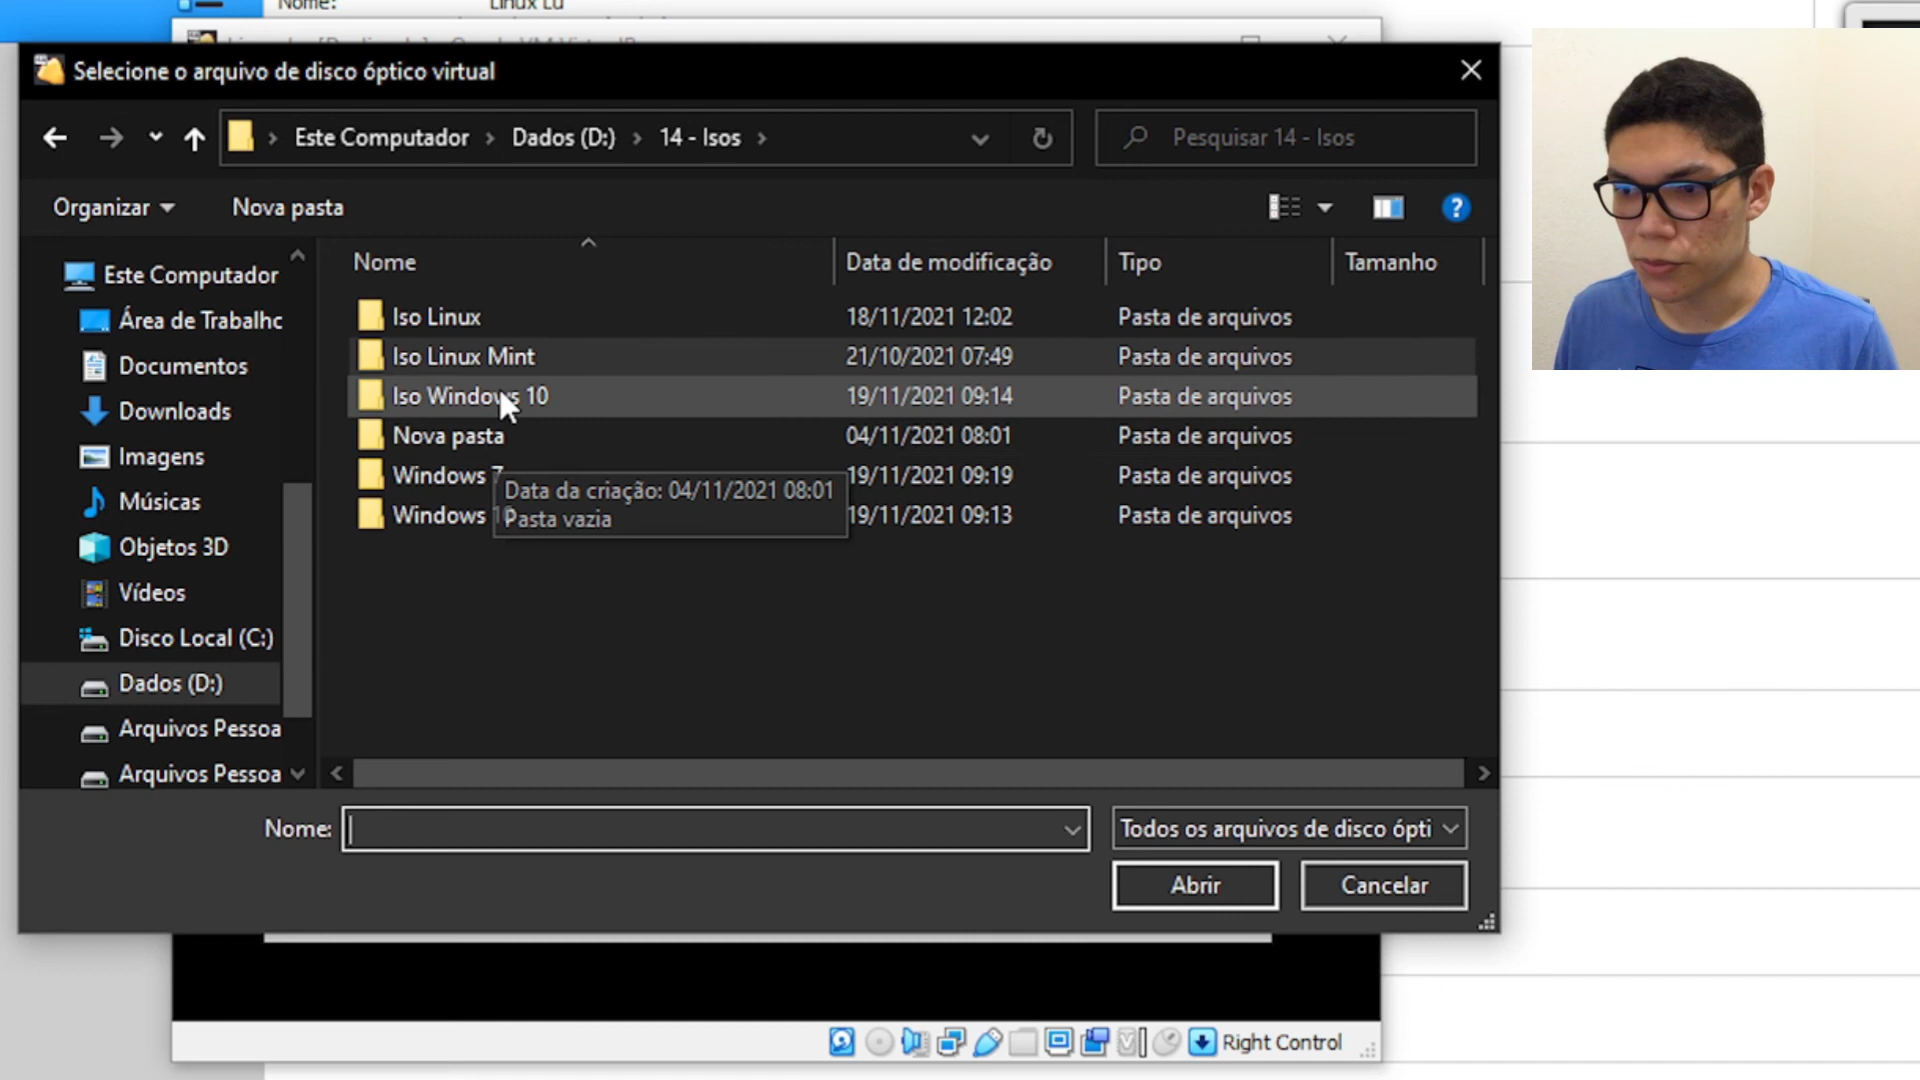 Nome:
Linux Lu
Selecione o arquivo de disco óptico virtual
Este Computador
Dados (D:)
14 - Isos
Pesquisar 14 - Isos
Organizar
Nova pasta
Nome
Data de modificação
Tipo
Tamanho
Este Computador
Área de Trabalhc
Documentos
Downloads
Imagens
Músicas
Objetos 3D
Vídeos
Disco Local (C:)
Dados (D:)
Arquivos Pessoa
Arquivos Pessoa
Iso Linux 18/11/2021 12:02 Pasta de arquivos
Iso Linux Mint 21/10/2021 07:49 Pasta de arquivos
Iso Windows 10 19/11/2021 09:14 Pasta de arquivos
Nova pasta 04/11/2021 08:01 Pasta de arquivos
Windows 7 19/11/2021 09:19 Pasta de arquivos
Windows 19/11/2021 09:13 Pasta de arquivos
Data da criação: 04/11/2021 08:01
Pasta vazia
Nome:
Todos os arquivos de disco ópti
Abrir
Cancelar
Right Control